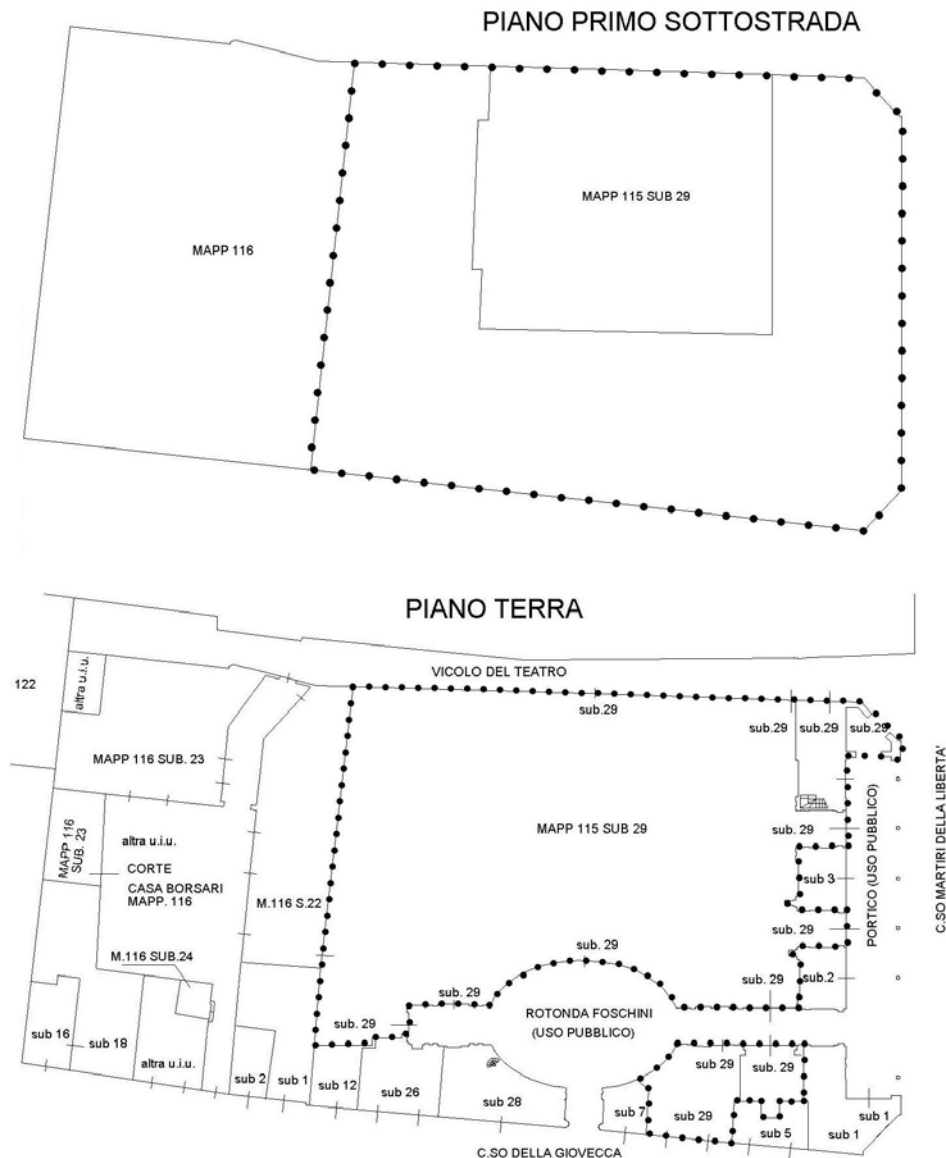 PIANO PRIMO SOTTOSTRADA
MAPP 115 SUB 29
MAPP 116
PIANO TERRA
VICOLO DEL TEATRO
122
altra u.i.u.
sub.29
sub.29
sub.29
sub.29
MAPP 116 SUB. 23
MAPP 116
SUB. 23
altra u.i.u.
CORTE
CASA BORSARI
MAPP. 116
M.116 S.22
M.116 SUB.24
MAPP 115 SUB 29
sub. 29
sub 3
sub. 29
sub.2
PORTICO (USO PUBBLICO)
C.SO MARTIRI DELLA LIBERTA'
sub. 29
sub. 29
sub. 29
sub. 29
ROTONDA FOSCHINI
(USO PUBBLICO)
sub 16
sub 18
altra u.i.u.
sub 2
sub 1
sub 12
sub 26
sub 28
sub 7
sub 29
sub 29
sub. 29
sub 5
sub 1
sub 1
C.SO DELLA GIOVECCA